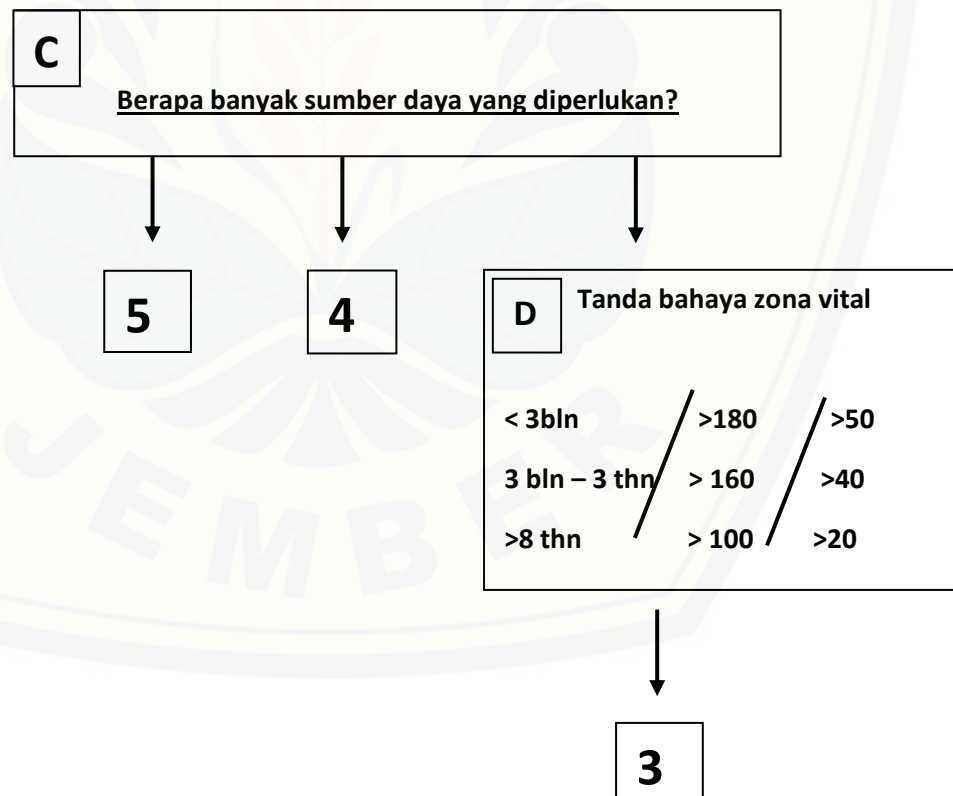 C
Berapa banyak sumber daya yang diperlukan?
5
4
D
Tanda bahaya zona vital
< 3bln >180 >50
3 bln – 3 thn > 160 >40
>8 thn > 100 >20
3
JEMBER